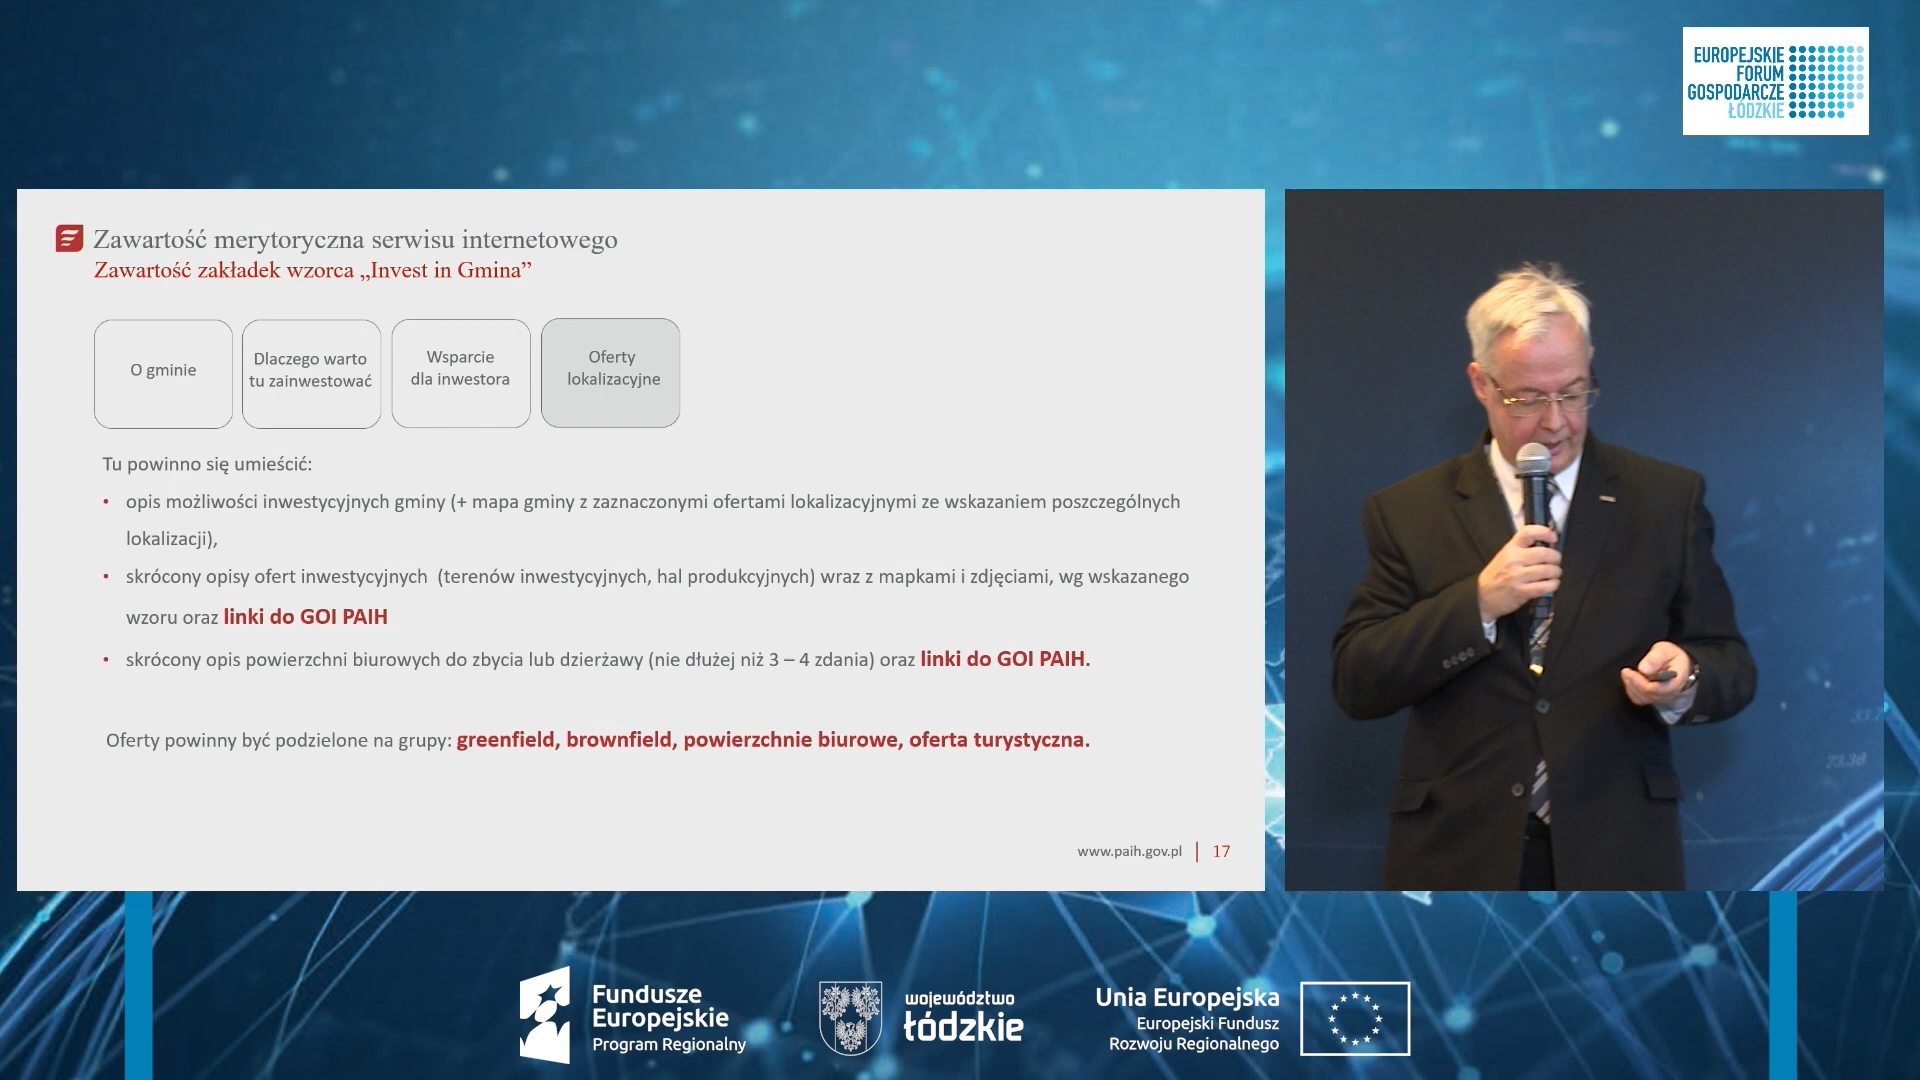 EUROPEJSKIE
FORUM
GOSPODARCZE
ŁÓDZKIE
Zawartość merytoryczna serwisu internetowego
Zawartość zakładek wzorca „Invest in Gmina”
O gminie
Dlaczego warto
tu zainwestować
Wsparcie
dla inwestora
Oferty
lokalizacyjne
Tu powinno się umieścić:
• opis możliwości inwestycyjnych gminy (+ mapa gminy z zaznaczonymi ofertami lokalizacyjnymi ze wskazaniem poszczególnych
lokalizacji),
• skrócony opisy ofert inwestycyjnych (terenów inwestycyjnych, hal produkcyjnych) wraz z mapkami i zdjęciami, wg wskazanego
wzoru oraz linki do GOI PAIH
• skrócony opis powierzchni biurowych do zbycia lub dzierżawy (nie dłużej niż 3 – 4 zdania) oraz linki do GOI PAIH.
Oferty powinny być podzielone na grupy: greenfield, brownfield, powierzchnie biurowe, oferta turystyczna.
www.paih.gov.pl | 17
73.38
Fundusze
Europejskie
Program Regionalny
województwo
łódzkie
Unia Europejska
Europejski Fundusz
Rozwoju Regionalnego